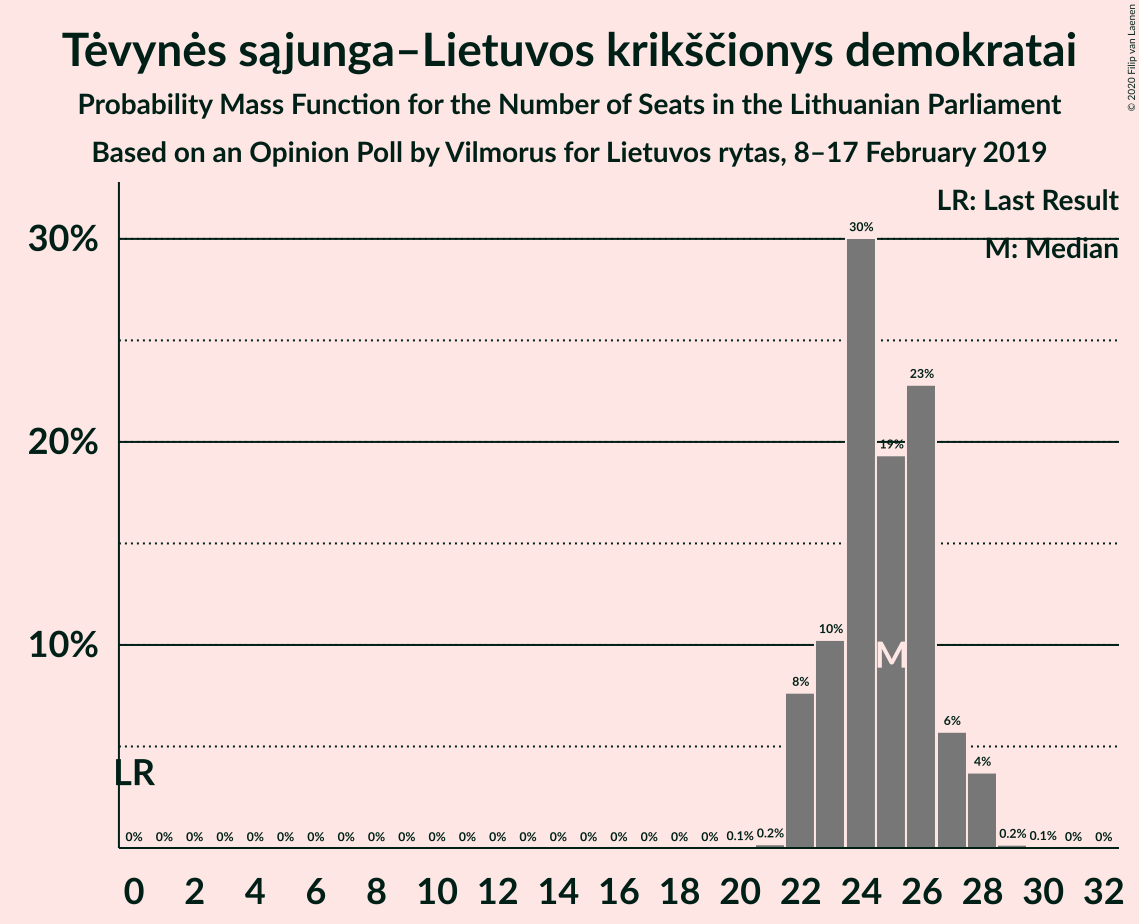 Tėvynės sąjunga–Lietuvos krikščionys demokratai
Probability Mass Function for the Number of Seats in the Lithuanian Parliament
Based on an Opinion Poll by Vilmorus for Lietuvos rytas, 8–17 February 2019
© 2020 Filip van Laenen
LR: Last Result
M: Median
30%
20%
10%
30%
23%
19%
10%
8%
6%
4%
M
LR
0% 0% 0% 0% 0% 0% 0% 0% 0% 0% 0% 0% 0% 0% 0% 0% 0% 0% 0% 0% 0.1% 0.2% 0.2% 0.1% 0% 0%
0 2 4 6 8 10 12 14 16 18 20 22 24 26 28 30 32